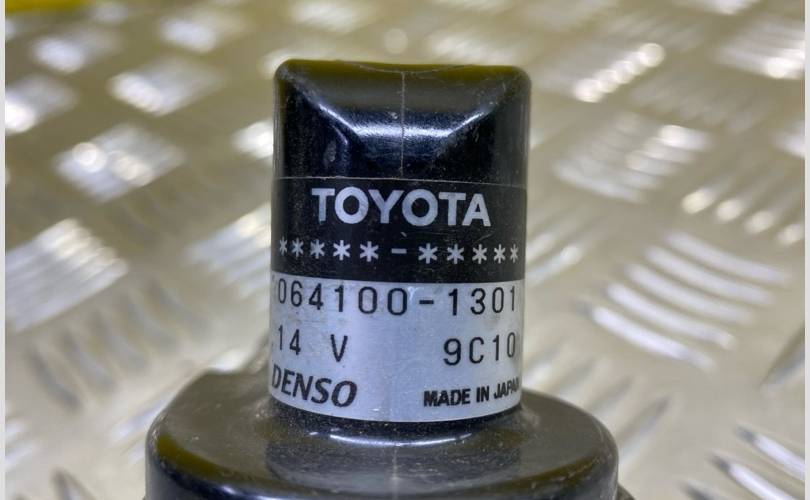 TOYOTA
*****-*****
064100-1301
14 V 9C10
DENSO MADE IN JAPAN